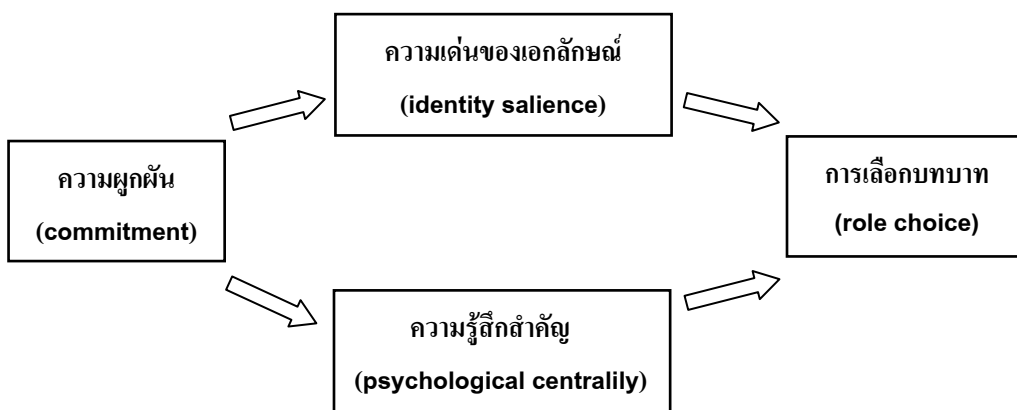 ความเด่นของเอกลักษณ์
(identity salience)
ความผูกผัน
(commitment)
การเลือกบทบาท
(role choice)
ความรู้สึกสำคัญ
(psychological centralily)